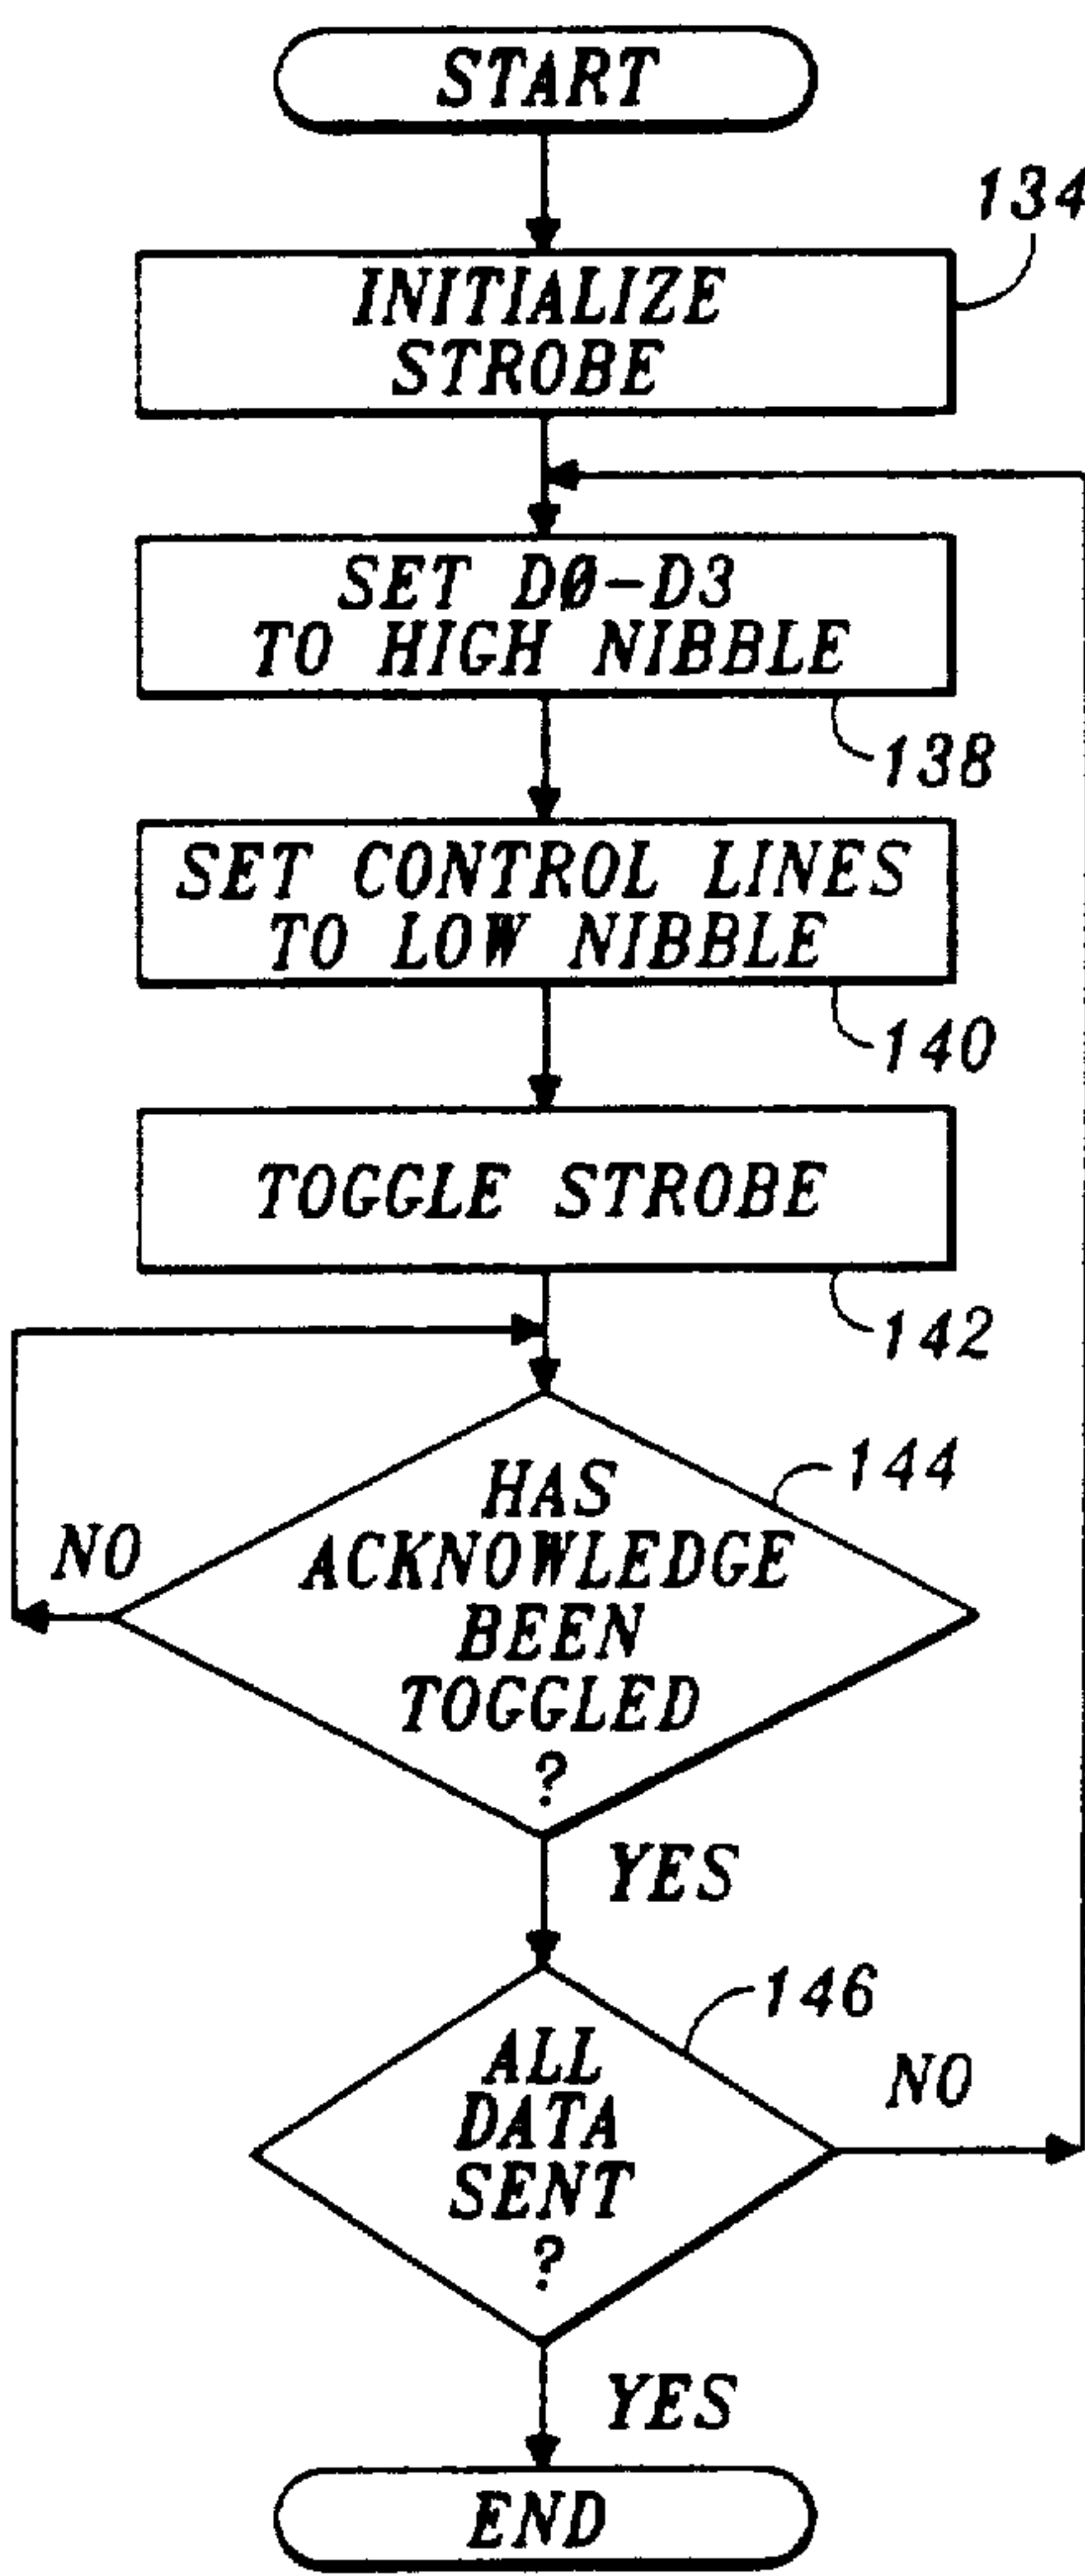 START
134
INITIALIZE
STROBE
SET DØ-D3
TO HIGH NIBBLE
138
SET CONTROL LINES
TO LOW NIBBLE
140
TOGGLE STROBE
142
144
HAS
ACKNOWLEDGE
BEEN
TOGGLED
?
NO
YES
146
ALL
DATA
SENT
?
NO
YES
END